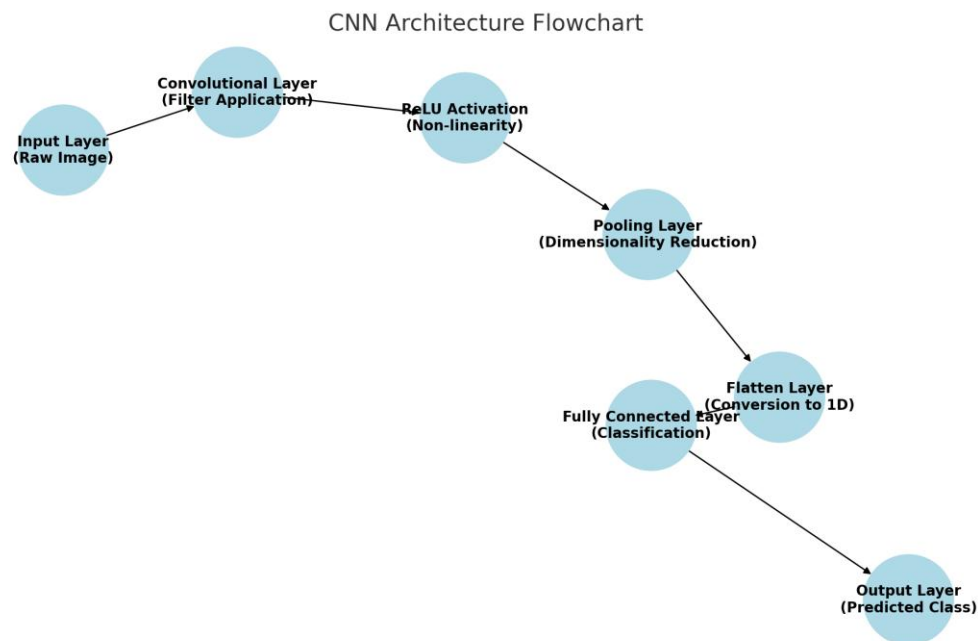 CNN Architecture Flowchart
Convolutional Layer
(Filter Application)
ReLU Activation
(Non-linearity)
Input Layer
(Raw Image)
Pooling Layer
(Dimensionality Reduction)
Flatten Layer
(Conversion to 1D)
Fully Connected Layer
(Classification)
Output Layer
(Predicted Class)